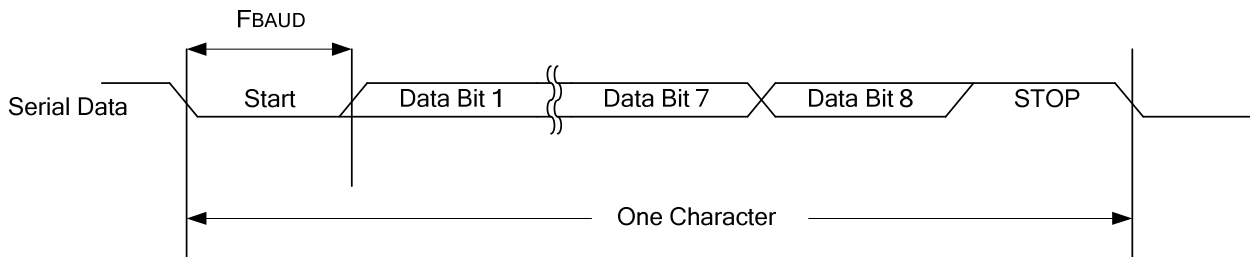 FBAUD
Serial Data
Start
Data Bit 1
Data Bit 7
Data Bit 8
STOP
One Character